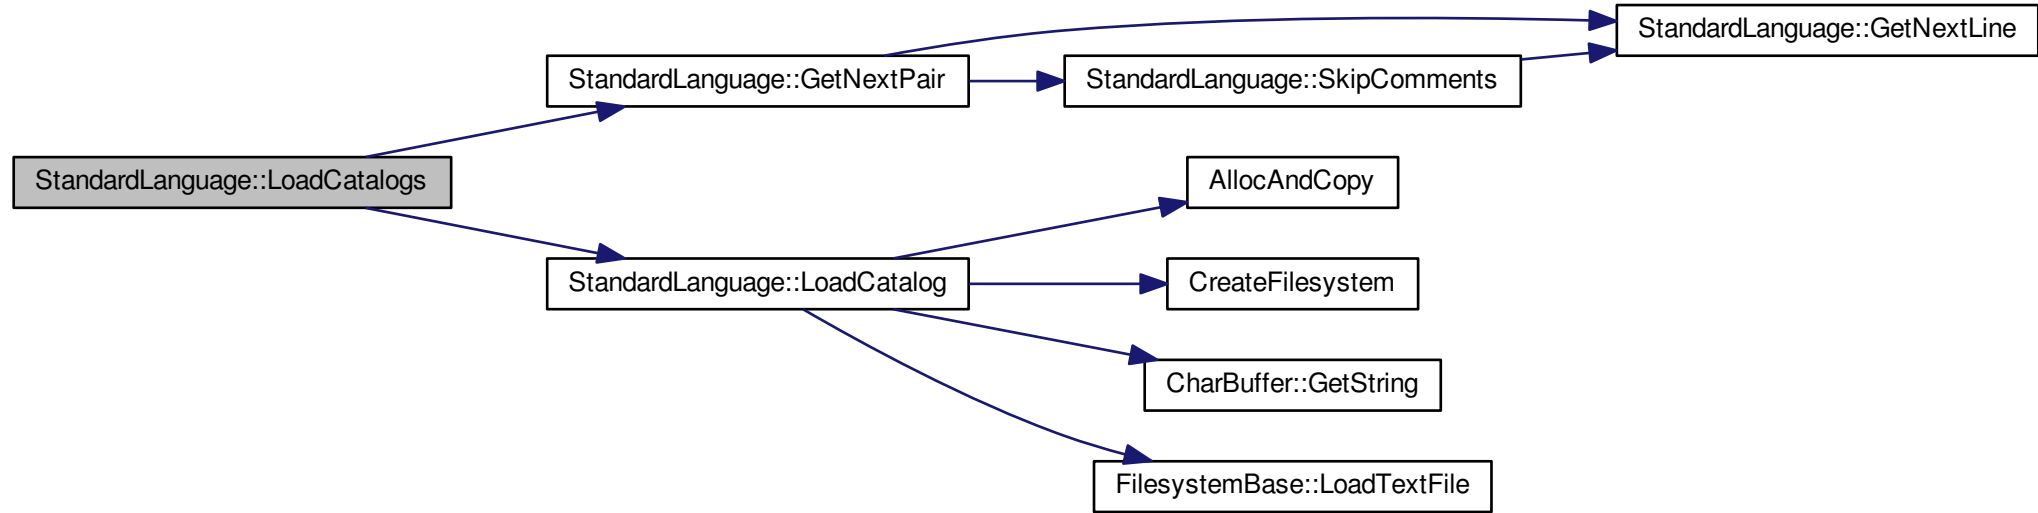 StandardLanguage::GetNextLine
StandardLanguage::GetNextPair
StandardLanguage::SkipComments
StandardLanguage::LoadCatalogs
AllocAndCopy
StandardLanguage::LoadCatalog
CreateFilesystem
CharBuffer::GetString
FilesystemBase::LoadTextFile